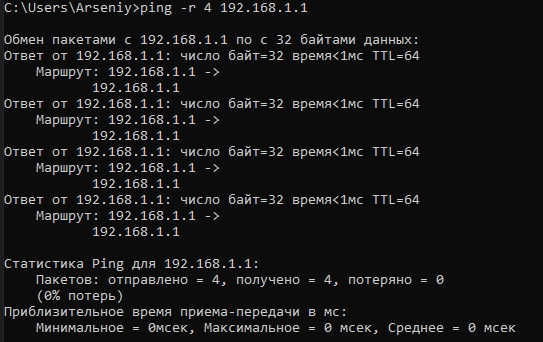 C:\Users\Arseniy>ping -r 4 192.168.1.1
Обмен пакетами с 192.168.1.1 по с 32 байтами данных:
Ответ от 192.168.1.1: число байт=32 время<1мс TTL=64
Маршрут: 192.168.1.1 ->
192.168.1.1
Ответ от 192.168.1.1: число байт=32 время<1мс TTL=64
Маршрут: 192.168.1.1 ->
192.168.1.1
Ответ от 192.168.1.1: число байт=32 время<1мс TTL=64
Маршрут: 192.168.1.1 ->
192.168.1.1
Ответ от 192.168.1.1: число байт=32 время<1мс TTL=64
Маршрут: 192.168.1.1 ->
192.168.1.1
Статистика Ping для 192.168.1.1:
Пакетов: отправлено = 4, получено = 4, потеряно = 0
(0% потерь)
Приблизительное время приема-передачи в мс:
Минимальное = 0мсек, Максимальное = 0 мсек, Среднее = 0 мсек